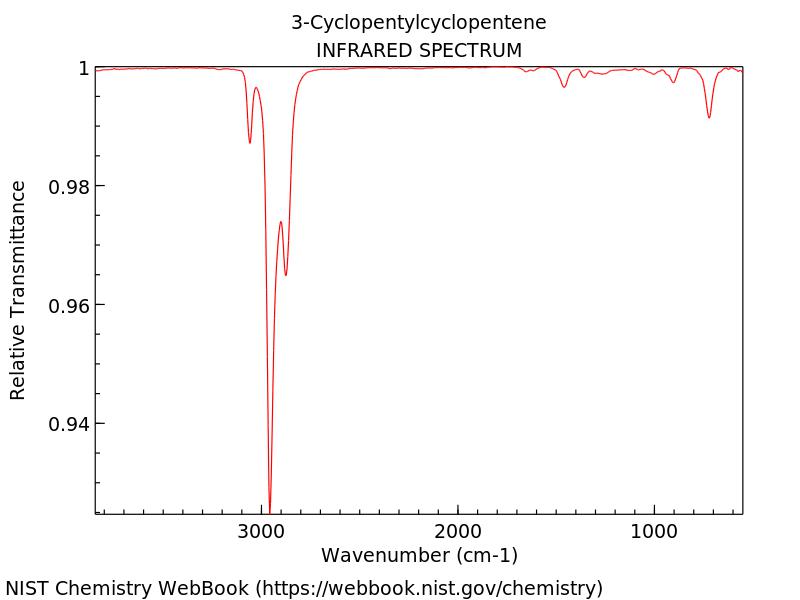 3-Cyclopentylcyclopentene
INFRARED SPECTRUM
1
0.98
0.96
0.94
Relative Transmittance
3000 2000 1000
Wavenumber (cm-1)
NIST Chemistry WebBook (https://webbook.nist.gov/chemistry)